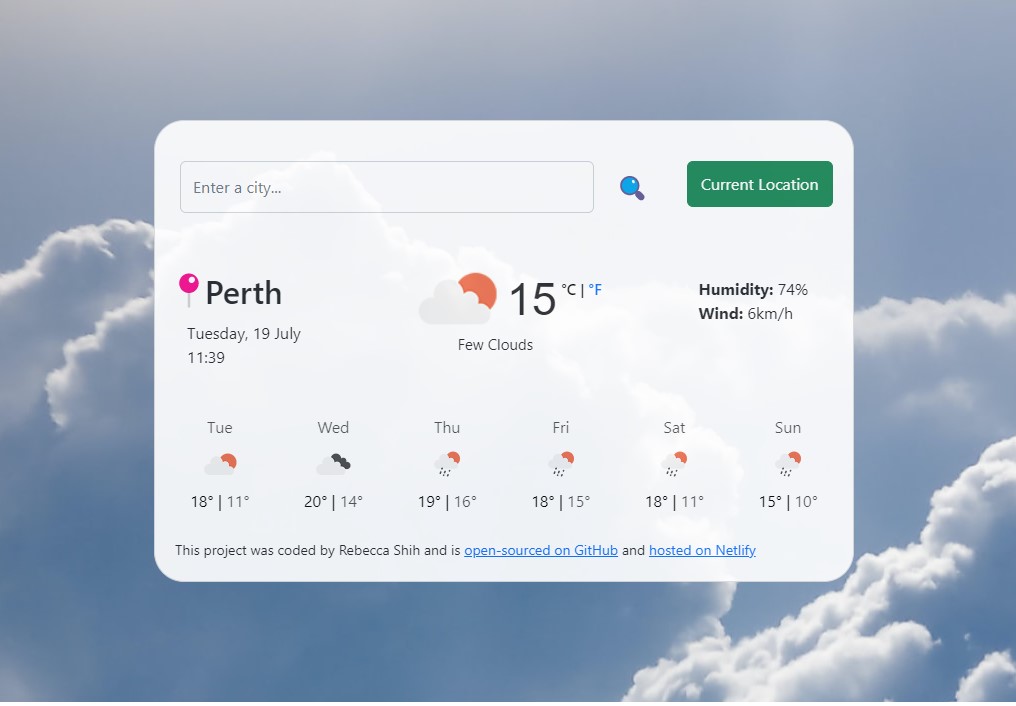 Enter a city...
Current Location
Perth
Tuesday, 19 July
11:39
15 °C | °F
Few Clouds
Humidity: 74%
Wind: 6km/h
Tue Wed Thu Fri Sat Sun
18° | 11° 20° | 14° 19° | 16° 18° | 15° 18° | 11° 15° | 10°
This project was coded by Rebecca Shih and is open-sourced on GitHub and hosted on Netlify